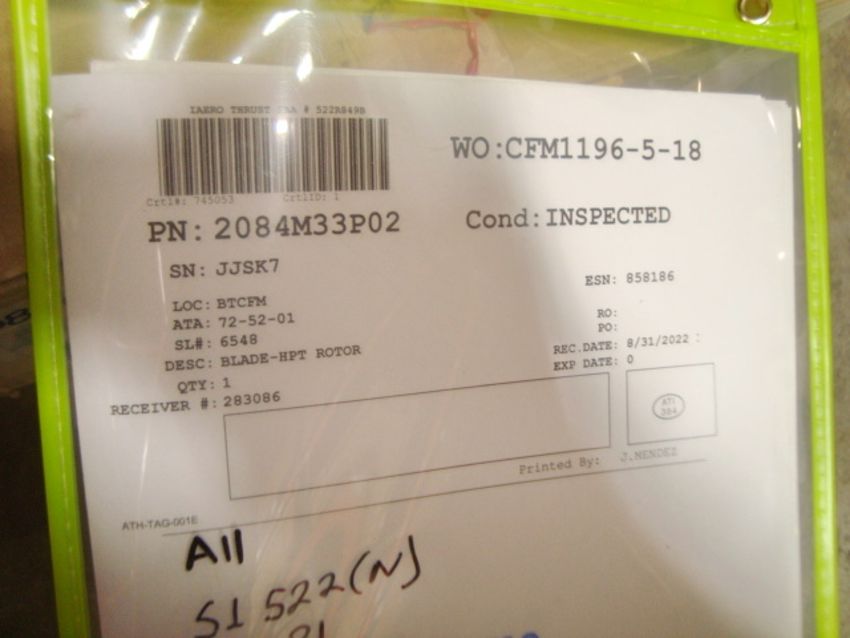 IAERO THRUST FAA # 522R849B
Crtl#: 745053 CrtlID: 1
WO:CFM1196-5-18
PN: 2084M33P02
Cond: INSPECTED
SN: JJSK7
ESN: 858186
LOC: BTCFM
ATA: 72-52-01
SL#: 6548
DESC: BLADE-HPT ROTOR
QTY: 1
RECEIVER #: 283086
RO:
PO:
REC.DATE: 8/31/2022
EXP DATE: 0
ATI
384
Printed By: J.MENDEZ
ATH-TAG-001E
All
S1 522(N)